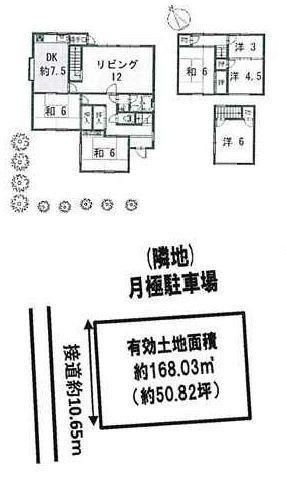 DK
約7.5
リビング
12
和 6
和 6
押入
和 6
洋 3
洋 4.5
洋 6
(隣地)
月極駐車場
有効土地面積
約168.03㎡
(約50.82坪)
接道約10.65m